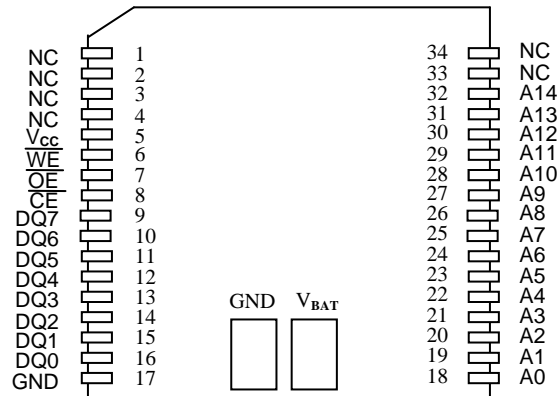 NC 1 34 NC
NC 2 33 NC
NC 3 32 A14
NC 4 31 A13
Vcc 5 30 A12
WE 6 29 A11
OE 7 28 A10
CE 8 27 A9
DQ7 9 26 A8
DQ6 10 25 A7
DQ5 11 24 A6
DQ4 12 23 A5
DQ3 13 GND VBAT 22 A4
DQ2 14 21 A3
DQ1 15 20 A2
DQ0 16 19 A1
GND 17 18 A0